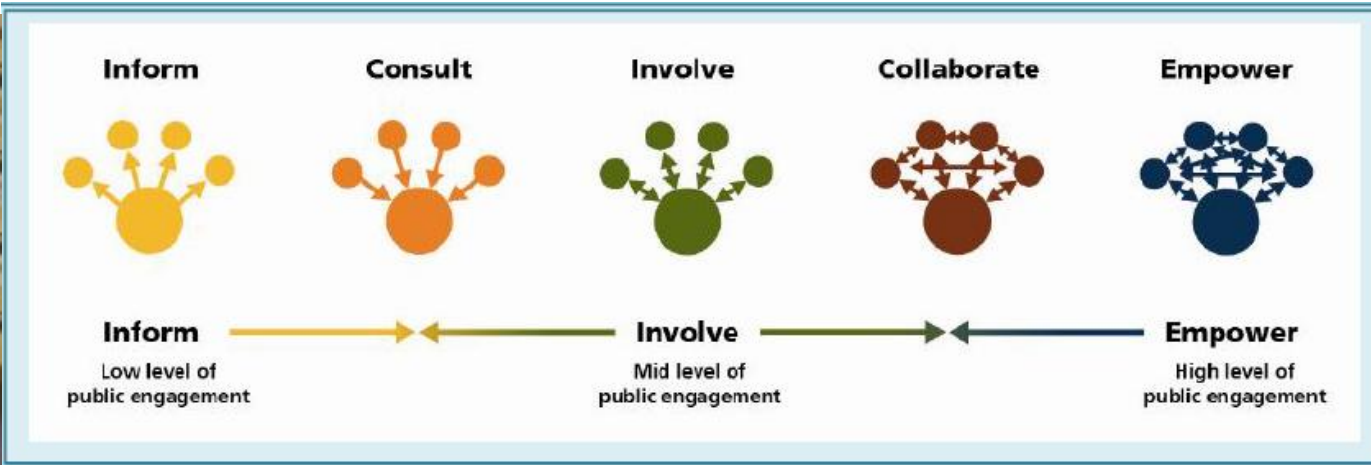 Inform Consult Involve Collaborate Empower
Inform Involve Empower
Low level of Mid level of High level of
public engagement public engagement public engagement